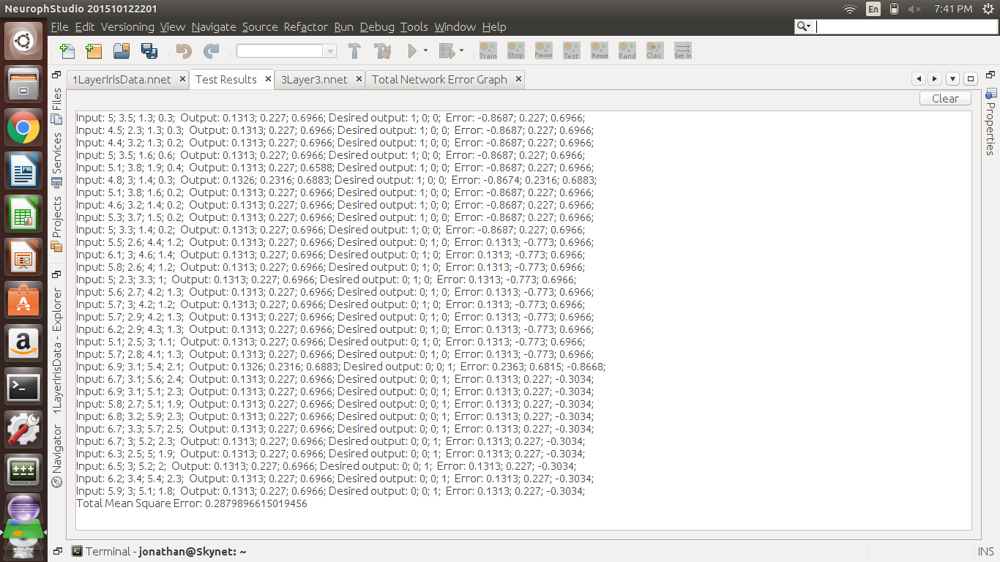 NeurophStudio 201510122201
En
7:41 PM
File Edit Versioning View Navigate Source Refactor Run Debug Tools Window Help
Train Stop Pause Test Reset Rand Clac Set In
1LayerIrisData.nnet
Test Results
3Layer3.nnet
Total Network Error Graph
Clear
Files
Services
Projects
1LayerIrisData - Explorer
Navigator
Properties
Input: 5; 3.5; 1.3; 0.3; Output: 0.1313; 0.227; 0.6966; Desired output: 1; 0; 0; Error: -0.8687; 0.227; 0.6966;
Input: 4.5; 2.3; 1.3; 0.3; Output: 0.1313; 0.227; 0.6966; Desired output: 1; 0; 0; Error: -0.8687; 0.227; 0.6966;
Input: 4.4; 3.2; 1.3; 0.2; Output: 0.1313; 0.227; 0.6966; Desired output: 1; 0; 0; Error: -0.8687; 0.227; 0.6966;
Input: 5; 3.5; 1.6; 0.6; Output: 0.1313; 0.227; 0.6966; Desired output: 1; 0; 0; Error: -0.8687; 0.227; 0.6966;
Input: 5.1; 3.8; 1.9; 0.4; Output: 0.1313; 0.227; 0.6588; Desired output: 1; 0; 0; Error: -0.8687; 0.227; 0.6966;
Input: 4.8; 3; 1.4; 0.3; Output: 0.1326; 0.2316; 0.6883; Desired output: 1; 0; 0; Error: -0.8674; 0.2316; 0.6883;
Input: 5.1; 3.8; 1.6; 0.2; Output: 0.1313; 0.227; 0.6966; Desired output: 1; 0; 0; Error: -0.8687; 0.227; 0.6966;
Input: 4.6; 3.2; 1.4; 0.2; Output: 0.1313; 0.227; 0.6966; Desired output: 1; 0; 0; Error: -0.8687; 0.227; 0.6966;
Input: 5.3; 3.7; 1.5; 0.2; Output: 0.1313; 0.227; 0.6966; Desired output: 1; 0; 0; Error: -0.8687; 0.227; 0.6966;
Input: 5; 3.3; 1.4; 0.2; Output: 0.1313; 0.227; 0.6966; Desired output: 1; 0; 0; Error: -0.8687; 0.227; 0.6966;
Input: 5.5; 2.6; 4.4; 1.2; Output: 0.1313; 0.227; 0.6966; Desired output: 0; 1; 0; Error: 0.1313; -0.773; 0.6966;
Input: 6.1; 3; 4.6; 1.4; Output: 0.1313; 0.227; 0.6966; Desired output: 0; 1; 0; Error: 0.1313; -0.773; 0.6966;
Input: 5.8; 2.6; 4; 1.2; Output: 0.1313; 0.227; 0.6966; Desired output: 0; 1; 0; Error: 0.1313; -0.773; 0.6966;
Input: 5; 2.3; 3.3; 1; Output: 0.1313; 0.227; 0.6966; Desired output: 0; 1; 0; Error: 0.1313; -0.773; 0.6966;
Input: 5.6; 2.7; 4.2; 1.3; Output: 0.1313; 0.227; 0.6966; Desired output: 0; 1; 0; Error: 0.1313; -0.773; 0.6966;
Input: 5.7; 3; 4.2; 1.2; Output: 0.1313; 0.227; 0.6966; Desired output: 0; 1; 0; Error: 0.1313; -0.773; 0.6966;
Input: 5.7; 2.9; 4.2; 1.3; Output: 0.1313; 0.227; 0.6966; Desired output: 0; 1; 0; Error: 0.1313; -0.773; 0.6966;
Input: 6.2; 2.9; 4.3; 1.3; Output: 0.1313; 0.227; 0.6966; Desired output: 0; 1; 0; Error: 0.1313; -0.773; 0.6966;
Input: 5.1; 2.5; 3; 1.1; Output: 0.1313; 0.227; 0.6966; Desired output: 0; 1; 0; Error: 0.1313; -0.773; 0.6966;
Input: 5.7; 2.8; 4.1; 1.3; Output: 0.1313; 0.227; 0.6966; Desired output: 0; 1; 0; Error: 0.1313; -0.773; 0.6966;
Input: 6.9; 3.1; 5.4; 2.1; Output: 0.1326; 0.2316; 0.6883; Desired output: 0; 0; 1; Error: 0.2363; 0.6815; -0.8668;
Input: 6.7; 3.1; 5.6; 2.4; Output: 0.1313; 0.227; 0.6966; Desired output: 0; 0; 1; Error: 0.1313; 0.227; -0.3034;
Input: 6.9; 3.1; 5.1; 2.3; Output: 0.1313; 0.227; 0.6966; Desired output: 0; 0; 1; Error: 0.1313; 0.227; -0.3034;
Input: 5.8; 2.7; 5.1; 1.9; Output: 0.1313; 0.227; 0.6966; Desired output: 0; 0; 1; Error: 0.1313; 0.227; -0.3034;
Input: 6.8; 3.2; 5.9; 2.3; Output: 0.1313; 0.227; 0.6966; Desired output: 0; 0; 1; Error: 0.1313; 0.227; -0.3034;
Input: 6.7; 3.3; 5.7; 2.5; Output: 0.1313; 0.227; 0.6966; Desired output: 0; 0; 1; Error: 0.1313; 0.227; -0.3034;
Input: 6.7; 3; 5.2; 2.3; Output: 0.1313; 0.227; 0.6966; Desired output: 0; 0; 1; Error: 0.1313; 0.227; -0.3034;
Input: 6.3; 2.5; 5; 1.9; Output: 0.1313; 0.227; 0.6966; Desired output: 0; 0; 1; Error: 0.1313; 0.227; -0.3034;
Input: 6.5; 3; 5.2; 2; Output: 0.1313; 0.227; 0.6966; Desired output: 0; 0; 1; Error: 0.1313; 0.227; -0.3034;
Input: 6.2; 3.4; 5.4; 2.3; Output: 0.1313; 0.227; 0.6966; Desired output: 0; 0; 1; Error: 0.1313; 0.227; -0.3034;
Input: 5.9; 3; 5.1; 1.8; Output: 0.1313; 0.227; 0.6966; Desired output: 0; 0; 1; Error: 0.1313; 0.227; -0.3034;
Total Mean Square Error: 0.2879896615019456
Terminal - jonathan@Skynet: ~
INS